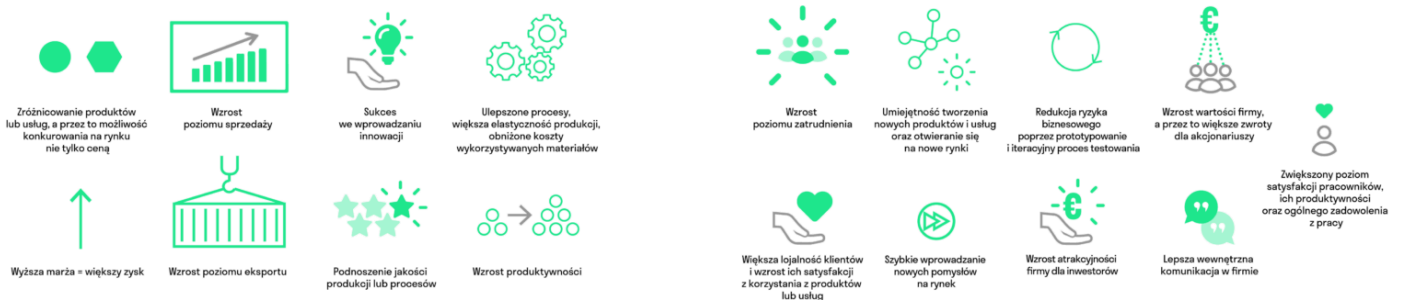 Zróżnicowanie produktów
lub usług, a przez to możliwość
konkurowania na rynku
nie tylko ceną
Wzrost
poziomu sprzedaży
Sukces
we wprowadzaniu
innowacji
Ulepszone procesy,
większa elastyczność produkcji,
obniżone koszty
wykorzystywanych materiałów
Wzrost
poziomu zatrudnienia
Umiejętność tworzenia
nowych produktów i usług
oraz otwieranie się
na nowe rynki
Redukcja ryzyka
biznesowego
poprzez prototypowanie
i iteracyjny proces testowania
€
Wzrost wartości firmy,
a przez to większe zwroty
dla akcjonariuszy
Zwiększony poziom
satysfakcji pracowników,
ich produktywności
oraz ogólnego zadowolenia
z pracy
Wyższa marża = większy zysk
Wzrost poziomu eksportu
Podnoszenie jakości
produkcji lub procesów
Wzrost produktywności
Większa lojalność klientów
i wzrost ich satysfakcji
z korzystania z produktów
lub usług
Szybkie wprowadzanie
nowych pomysłów
na rynek
€
Wzrost atrakcyjności
firmy dla inwestorów
Lepsza wewnętrzna
komunikacja w firmie